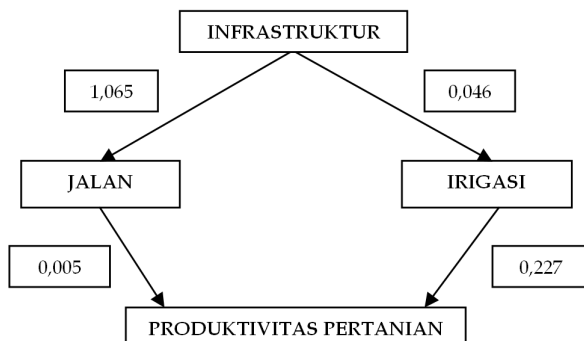 INFRASTRUKTUR
1,065
0,046
JALAN
IRIGASI
0,005
0,227
PRODUKTIVITAS PERTANIAN